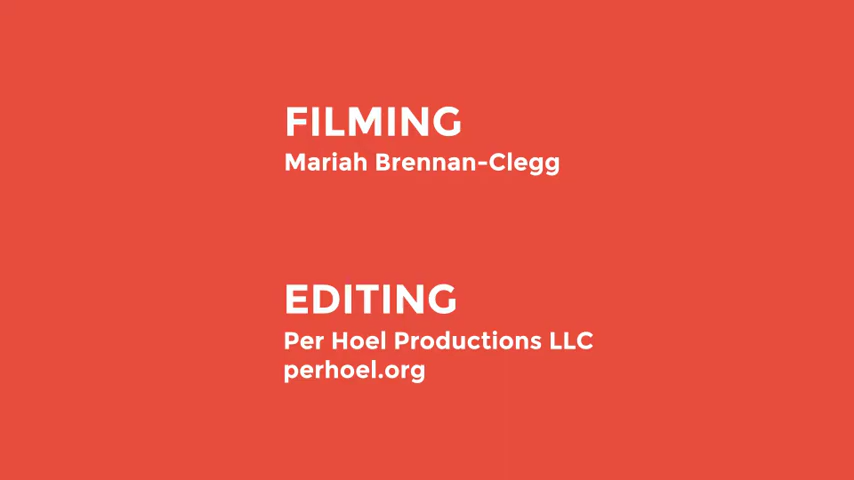 FILMING
Mariah Brennan-Clegg
EDITING
Per Hoel Productions LLC
perhoel.org